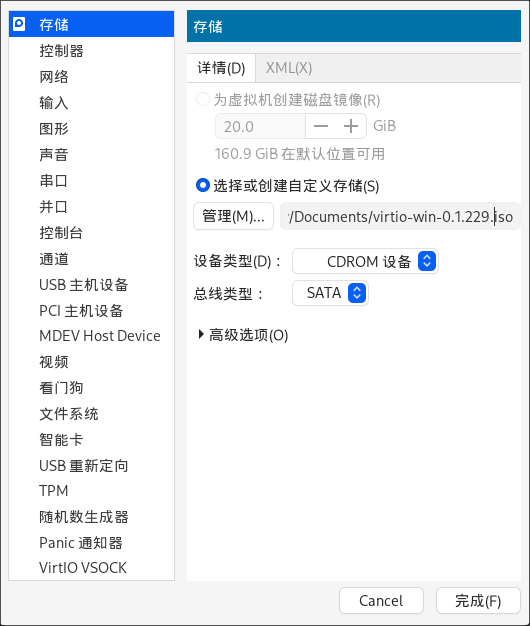 存储
控制器
网络
输入
图形
声音
串口
并口
控制台
通道
USB 主机设备
PCI 主机设备
MDEV Host Device
视频
看门狗
文件系统
智能卡
USB 重新定向
TPM
随机数生成器
Panic 通知器
VirtIO VSOCK
存储
详情(D) XML(X)
为虚拟机创建磁盘镜像(R)
20.0 − + GiB
160.9 GiB 在默认位置可用
选择或创建自定义存储(S)
管理(M)... /Documents/virtio-win-0.1.229.iso
设备类型(D)： CDROM 设备
总线类型： SATA
高级选项(O)
Cancel 完成(F)